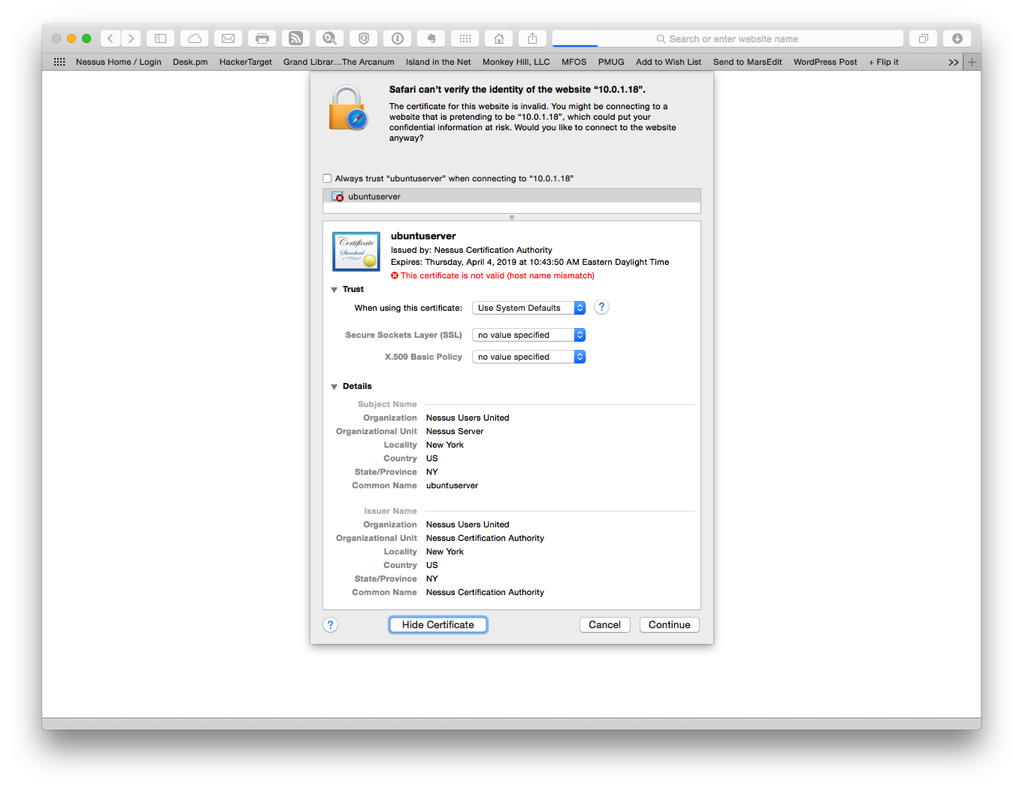 Search or enter website name
Nessus Home / Login Desk.pm HackerTarget Grand Librar...The Arcanum Island in the Net Monkey Hill, LLC MFOS PMUG Add to Wish List Send to MarsEdit WordPress Post + Flip it >> +
Safari can't verify the identity of the website “10.0.1.18”.
The certificate for this website is invalid. You might be connecting to a
website that is pretending to be “10.0.1.18”, which could put your
confidential information at risk. Would you like to connect to the website
anyway?
Always trust “ubuntuserver” when connecting to “10.0.1.18”
ubuntuserver
Certificate
Standard
ubuntuserver
Issued by: Nessus Certification Authority
Expires: Thursday, April 4, 2019 at 10:43:50 AM Eastern Daylight Time
This certificate is not valid (host name mismatch)
Trust
When using this certificate: Use System Defaults ?
Secure Sockets Layer (SSL) no value specified
X.509 Basic Policy no value specified
Details
Subject Name
Organization Nessus Users United
Organizational Unit Nessus Server
Locality New York
Country US
State/Province NY
Common Name ubuntuserver
Issuer Name
Organization Nessus Users United
Organizational Unit Nessus Certification Authority
Locality New York
Country US
State/Province NY
Common Name Nessus Certification Authority
? Hide Certificate Cancel Continue